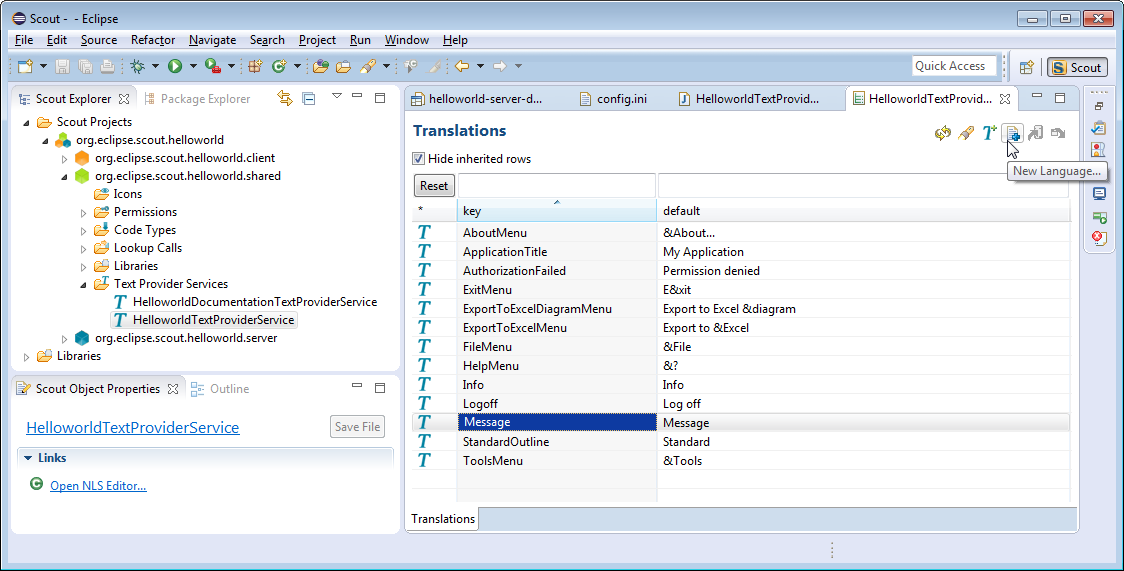 Scout - - Eclipse
File Edit Source Refactor Navigate Search Project Run Window Help
Quick Access
Scout
Scout Explorer Package Explorer
Scout Projects
org.eclipse.scout.helloworld
org.eclipse.scout.helloworld.client
org.eclipse.scout.helloworld.shared
Icons
Permissions
Code Types
Lookup Calls
Libraries
Text Provider Services
HelloworldDocumentationTextProviderService
HelloworldTextProviderService
org.eclipse.scout.helloworld.server
Libraries
Scout Object Properties Outline
HelloworldTextProviderService Save File
Links
Open NLS Editor...
helloworld-server-d... config.ini HelloworldTextProvid... HelloworldTextProvid...
Translations
Hide inherited rows
New Language...
Reset
* key default
AboutMenu &About...
ApplicationTitle My Application
AuthorizationFailed Permission denied
ExitMenu E&xit
ExportToExcelDiagramMenu Export to Excel &diagram
ExportToExcelMenu Export to &Excel
FileMenu &File
HelpMenu &?
Info Info
Logoff Log off
Message Message
StandardOutline Standard
ToolsMenu &Tools
Translations